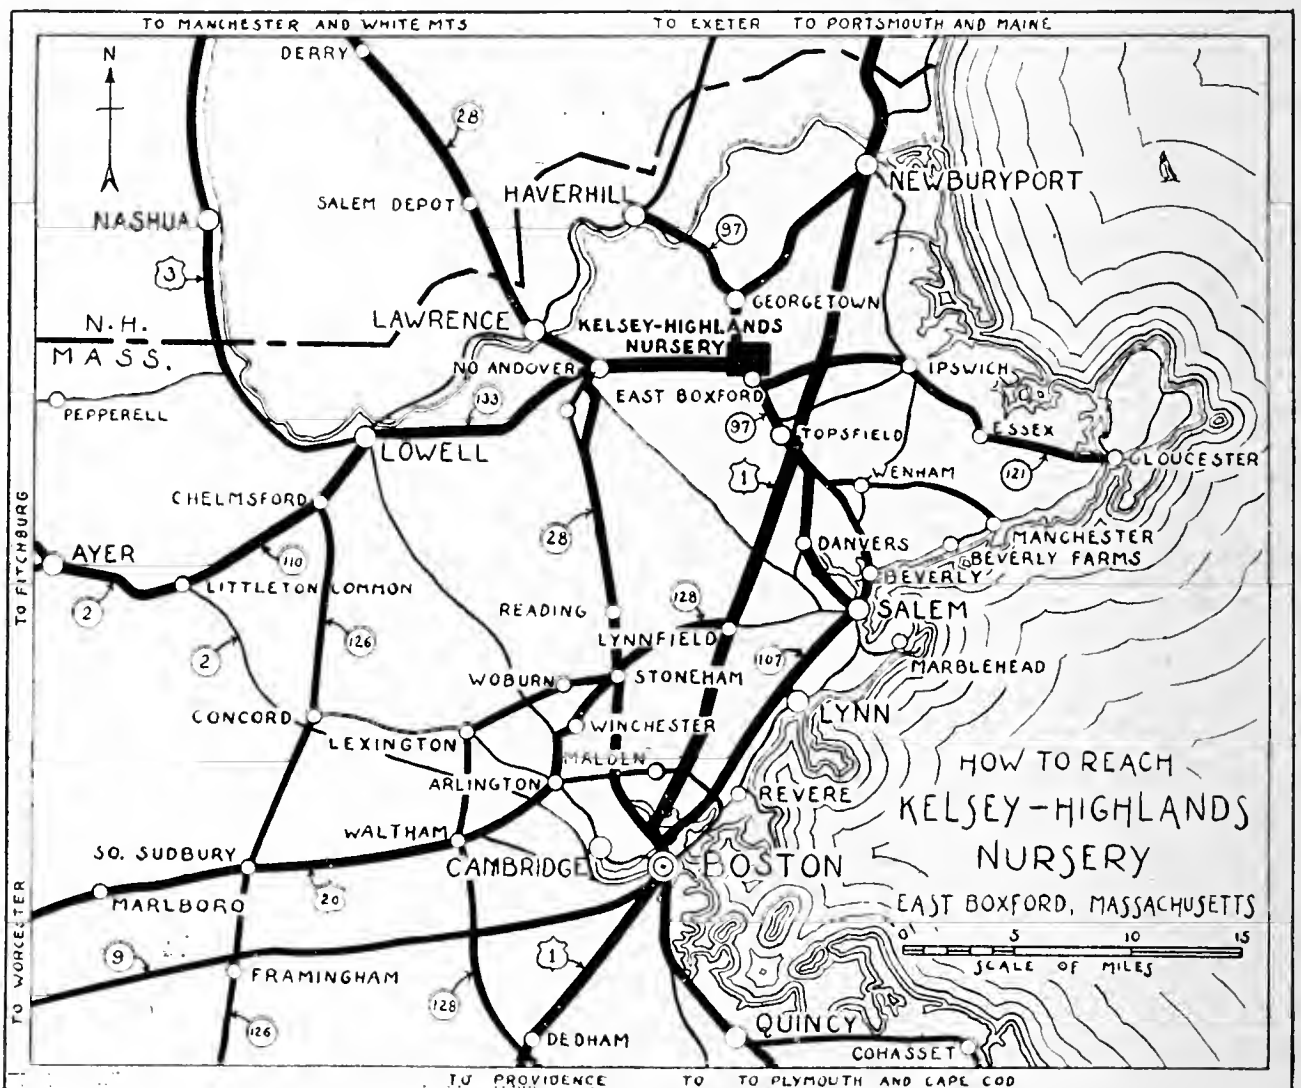 TO MANCHESTER AND WHITE MTS
TO EXETER
TO PORTSMOUTH AND MAINE
DERRY
N
28
SALEM DEPOT
HAVERHILL
NEWBURYPORT
NASHUA
97
3
GEORGETOWN
LAWRENCE
KELSEY-HIGHLANDS
NURSERY
N.H.
MASS.
NO ANDOVER
IPSWICH
EAST BOXFORD
PEPPERELL
133
97
TOPSFIELD
ESSEX
LOWELL
GLOUCESTER
1
WENHAM
121
CHELMSFORD
TO FITCHBURG
28
DANVERS
MANCHESTER
BEVERLY FARMS
AYER
110
BEVERLY
LITTLETON COMMON
2
READING
128
SALEM
LYNNFIELD
126
2
107
MARBLEHEAD
WOBURN
STONEHAM
CONCORD
WINCHESTER
LYNN
LEXINGTON
MALDEN
HOW TO REACH
ARLINGTON
REVERE
KELSEY-HIGHLANDS
WALTHAM
NURSERY
SO. SUDBURY
CAMBRIDGE
BOSTON
MARLBORO
20
EAST BOXFORD, MASSACHUSETTS
TO WORCESTER
0 1 5 10 15
SCALE OF MILES
9
1
FRAMINGHAM
128
126
DEDHAM
QUINCY
COHASSET
TO PROVIDENCE
TO
TO PLYMOUTH AND CAPE COD